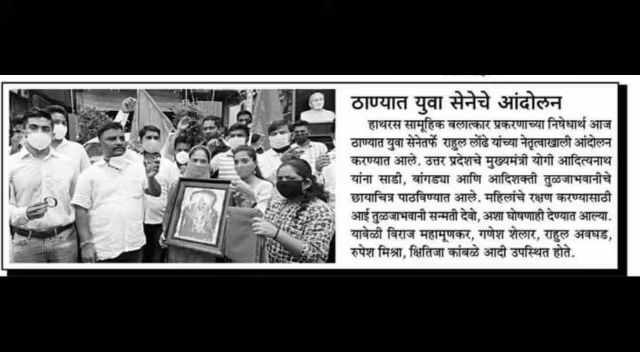 ठाण्यात युवा सेनेचे आंदोलन
हाथरस सामूहिक बलात्कार प्रकरणाच्या निषेधार्थ आज
ठाण्यात युवा सेनेतर्फे राहुल लोंढे यांच्या नेतृत्वाखाली आंदोलन
करण्यात आले. उत्तर प्रदेशचे मुख्यमंत्री योगी आदित्यनाथ
यांना साडी, बांगड्या आणि आदिशक्ती तुळजाभवानीचे
छायाचित्र पाठविण्यात आले. महिलांचे रक्षण करण्यासाठी
आई तुळजाभवानी सन्मती देवो, अशा घोषणाही देण्यात आल्या.
यावेळी विराज महामूणकर, गणेश शेलार, राहुल अवघड,
रुपेश मिश्रा, क्षितिजा कांबळे आदी उपस्थित होते.